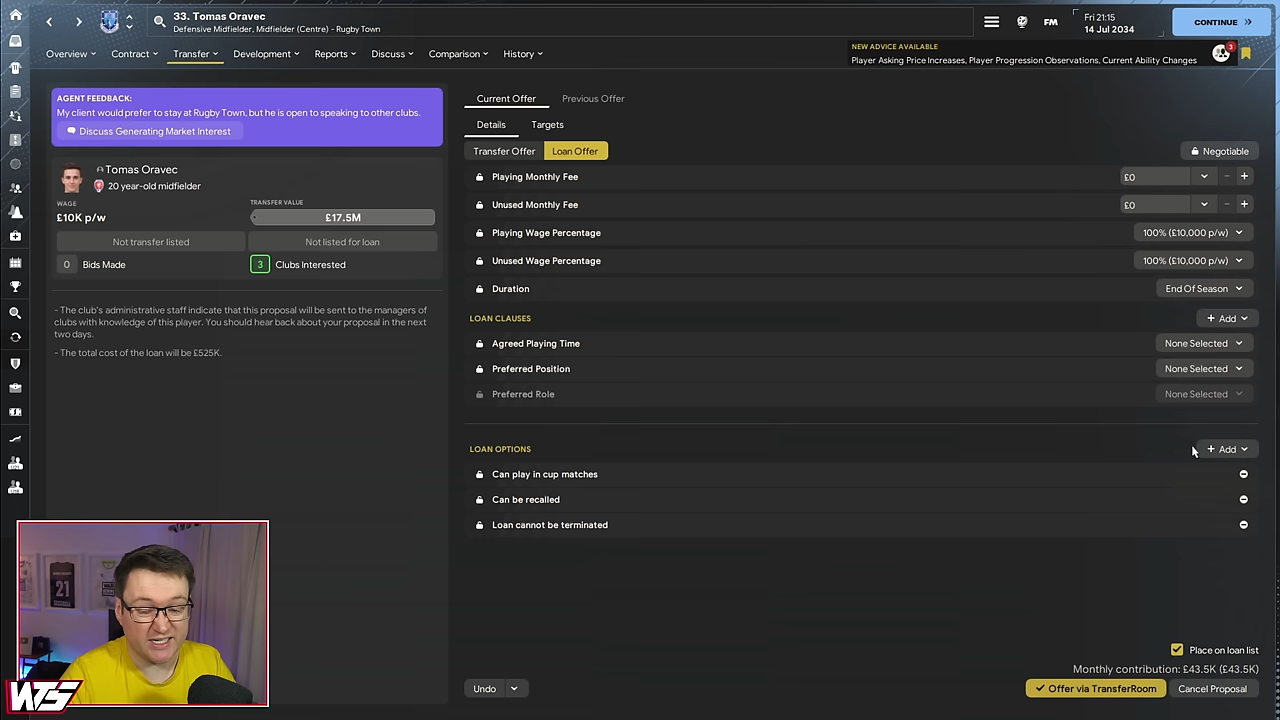 33. Tomas Oravec
Defensive Midfielder, Midfielder (Centre) - Rugby Town
FM
Fri 21:15
14 Jul 2034
CONTINUE
Overview
Contract
Transfer
Development
Reports
Discuss
Comparison
History
NEW ADVICE AVAILABLE
Player Asking Price Increases, Player Progression Observations, Current Ability Changes
3
AGENT FEEDBACK:
My client would prefer to stay at Rugby Town, but he is open to speaking to other clubs.
Discuss Generating Market Interest
Tomas Oravec
20 year-old midfielder
WAGE
£10K p/w
TRANSFER VALUE
£17.5M
Not transfer listed
Not listed for loan
0 Bids Made
3 Clubs Interested
- The club's administrative staff indicate that this proposal will be sent to the managers of
clubs with knowledge of this player. You should hear back about your proposal in the next
two days.
- The total cost of the loan will be £525K.
Current Offer
Previous Offer
Details
Targets
Transfer Offer
Loan Offer
Negotiable
Playing Monthly Fee £0
Unused Monthly Fee £0
Playing Wage Percentage 100% (£10,000 p/w)
Unused Wage Percentage 100% (£10,000 p/w)
Duration End Of Season
LOAN CLAUSES + Add
Agreed Playing Time None Selected
Preferred Position None Selected
Preferred Role None Selected
LOAN OPTIONS + Add
Can play in cup matches
Can be recalled
Loan cannot be terminated
Place on loan list
Monthly contribution: £43.5K (£43.5K)
Undo
Offer via TransferRoom
Cancel Proposal
21
WTS